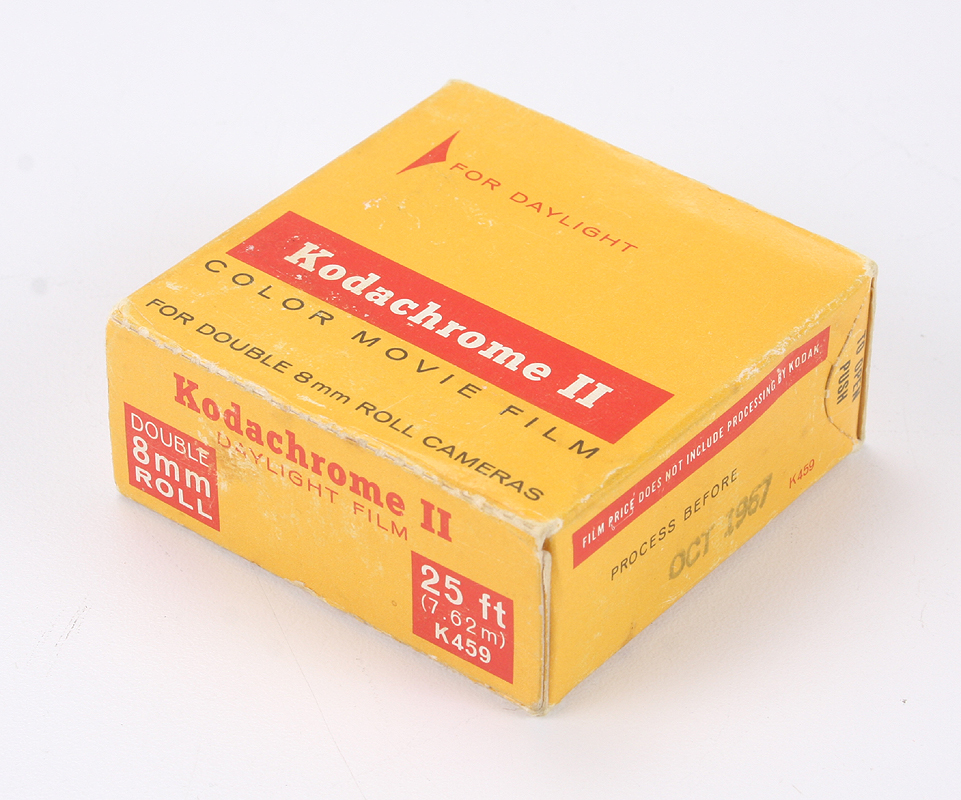 FOR DAYLIGHT
Kodachrome II
COLOR MOVIE FILM
FOR DOUBLE 8mm ROLL CAMERAS
Kodachrome II
DAYLIGHT FILM
DOUBLE
8mm
ROLL
25 ft
(7.62m)
K459
FILM PRICE DOES NOT INCLUDE PROCESSING BY KODAK
PROCESS BEFORE
OCT 1967
K459
TO OPEN
PUSH